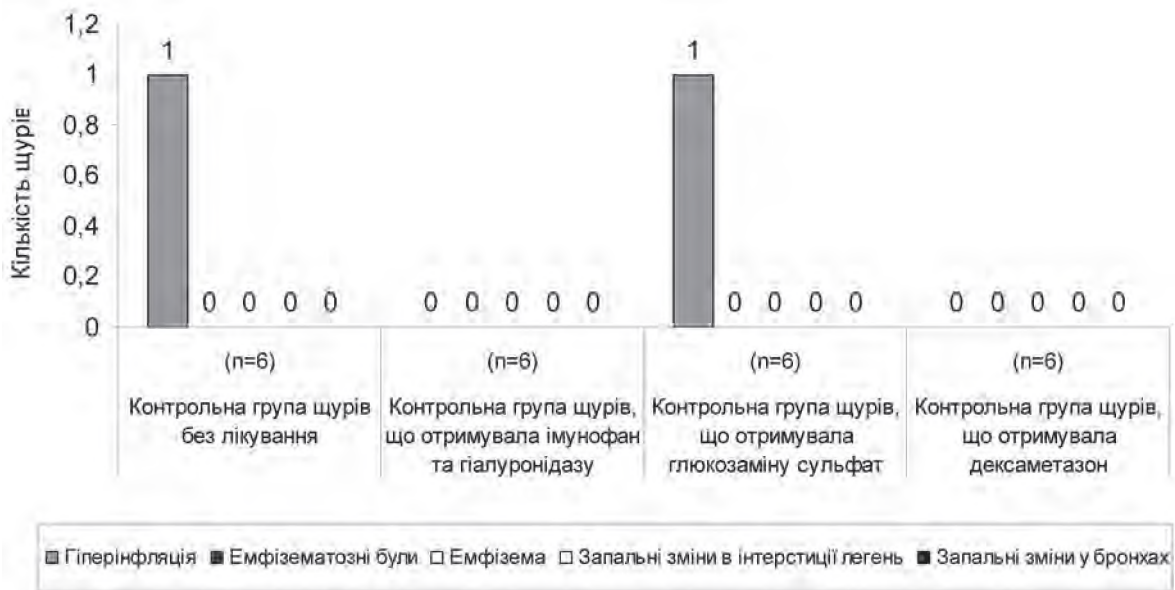 1,2
1
0,8
0,6
0,4
0,2
0
Кількість щурів
1
0 0 0 0
0 0 0 0 0
1
0 0 0 0
0 0 0 0 0
(n=6)
Контрольна група щурів
без лікування
(n=6)
Контрольна група щурів,
що отримувала імунофан
та гіалуронідазу
(n=6)
Контрольна група щурів,
що отримувала
глюкозаміну сульфат
(n=6)
Контрольна група щурів,
що отримувала
дексаметазон
Гіперінфляція Емфізематозні були Емфізема Запальні зміни в інтерстиції легень Запальні зміни у бронхах